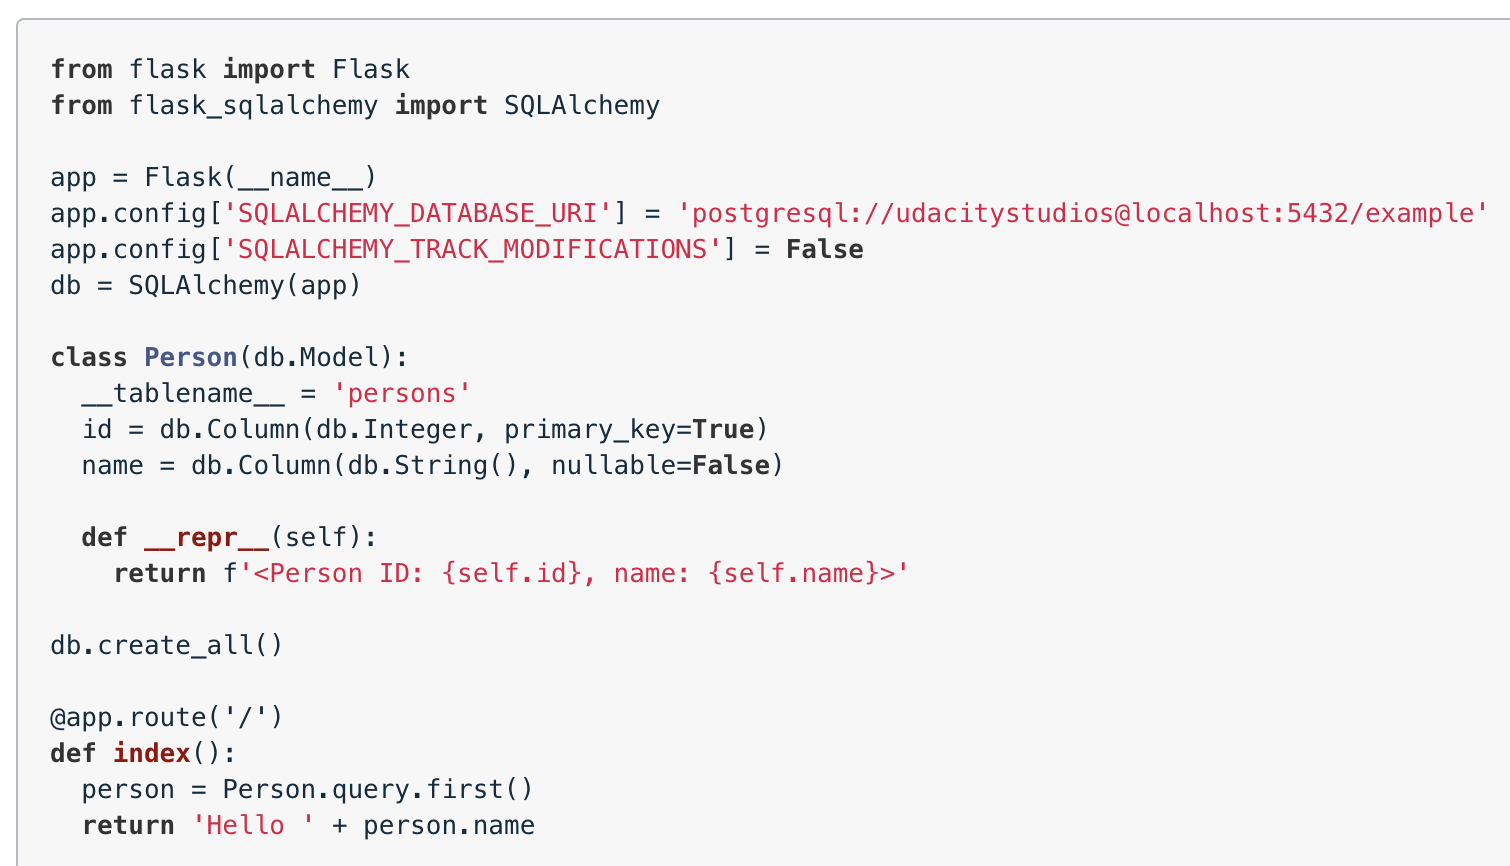 from flask import Flask
from flask_sqlalchemy import SQLAlchemy

app = Flask(__name__)
app.config['SQLALCHEMY_DATABASE_URI'] = 'postgresql://udacitystudios@localhost:5432/example'
app.config['SQLALCHEMY_TRACK_MODIFICATIONS'] = False
db = SQLAlchemy(app)

class Person(db.Model):
  __tablename__ = 'persons'
  id = db.Column(db.Integer, primary_key=True)
  name = db.Column(db.String(), nullable=False)

  def __repr__(self):
    return f'<Person ID: {self.id}, name: {self.name}>'

db.create_all()

@app.route('/')
def index():
  person = Person.query.first()
  return 'Hello ' + person.name